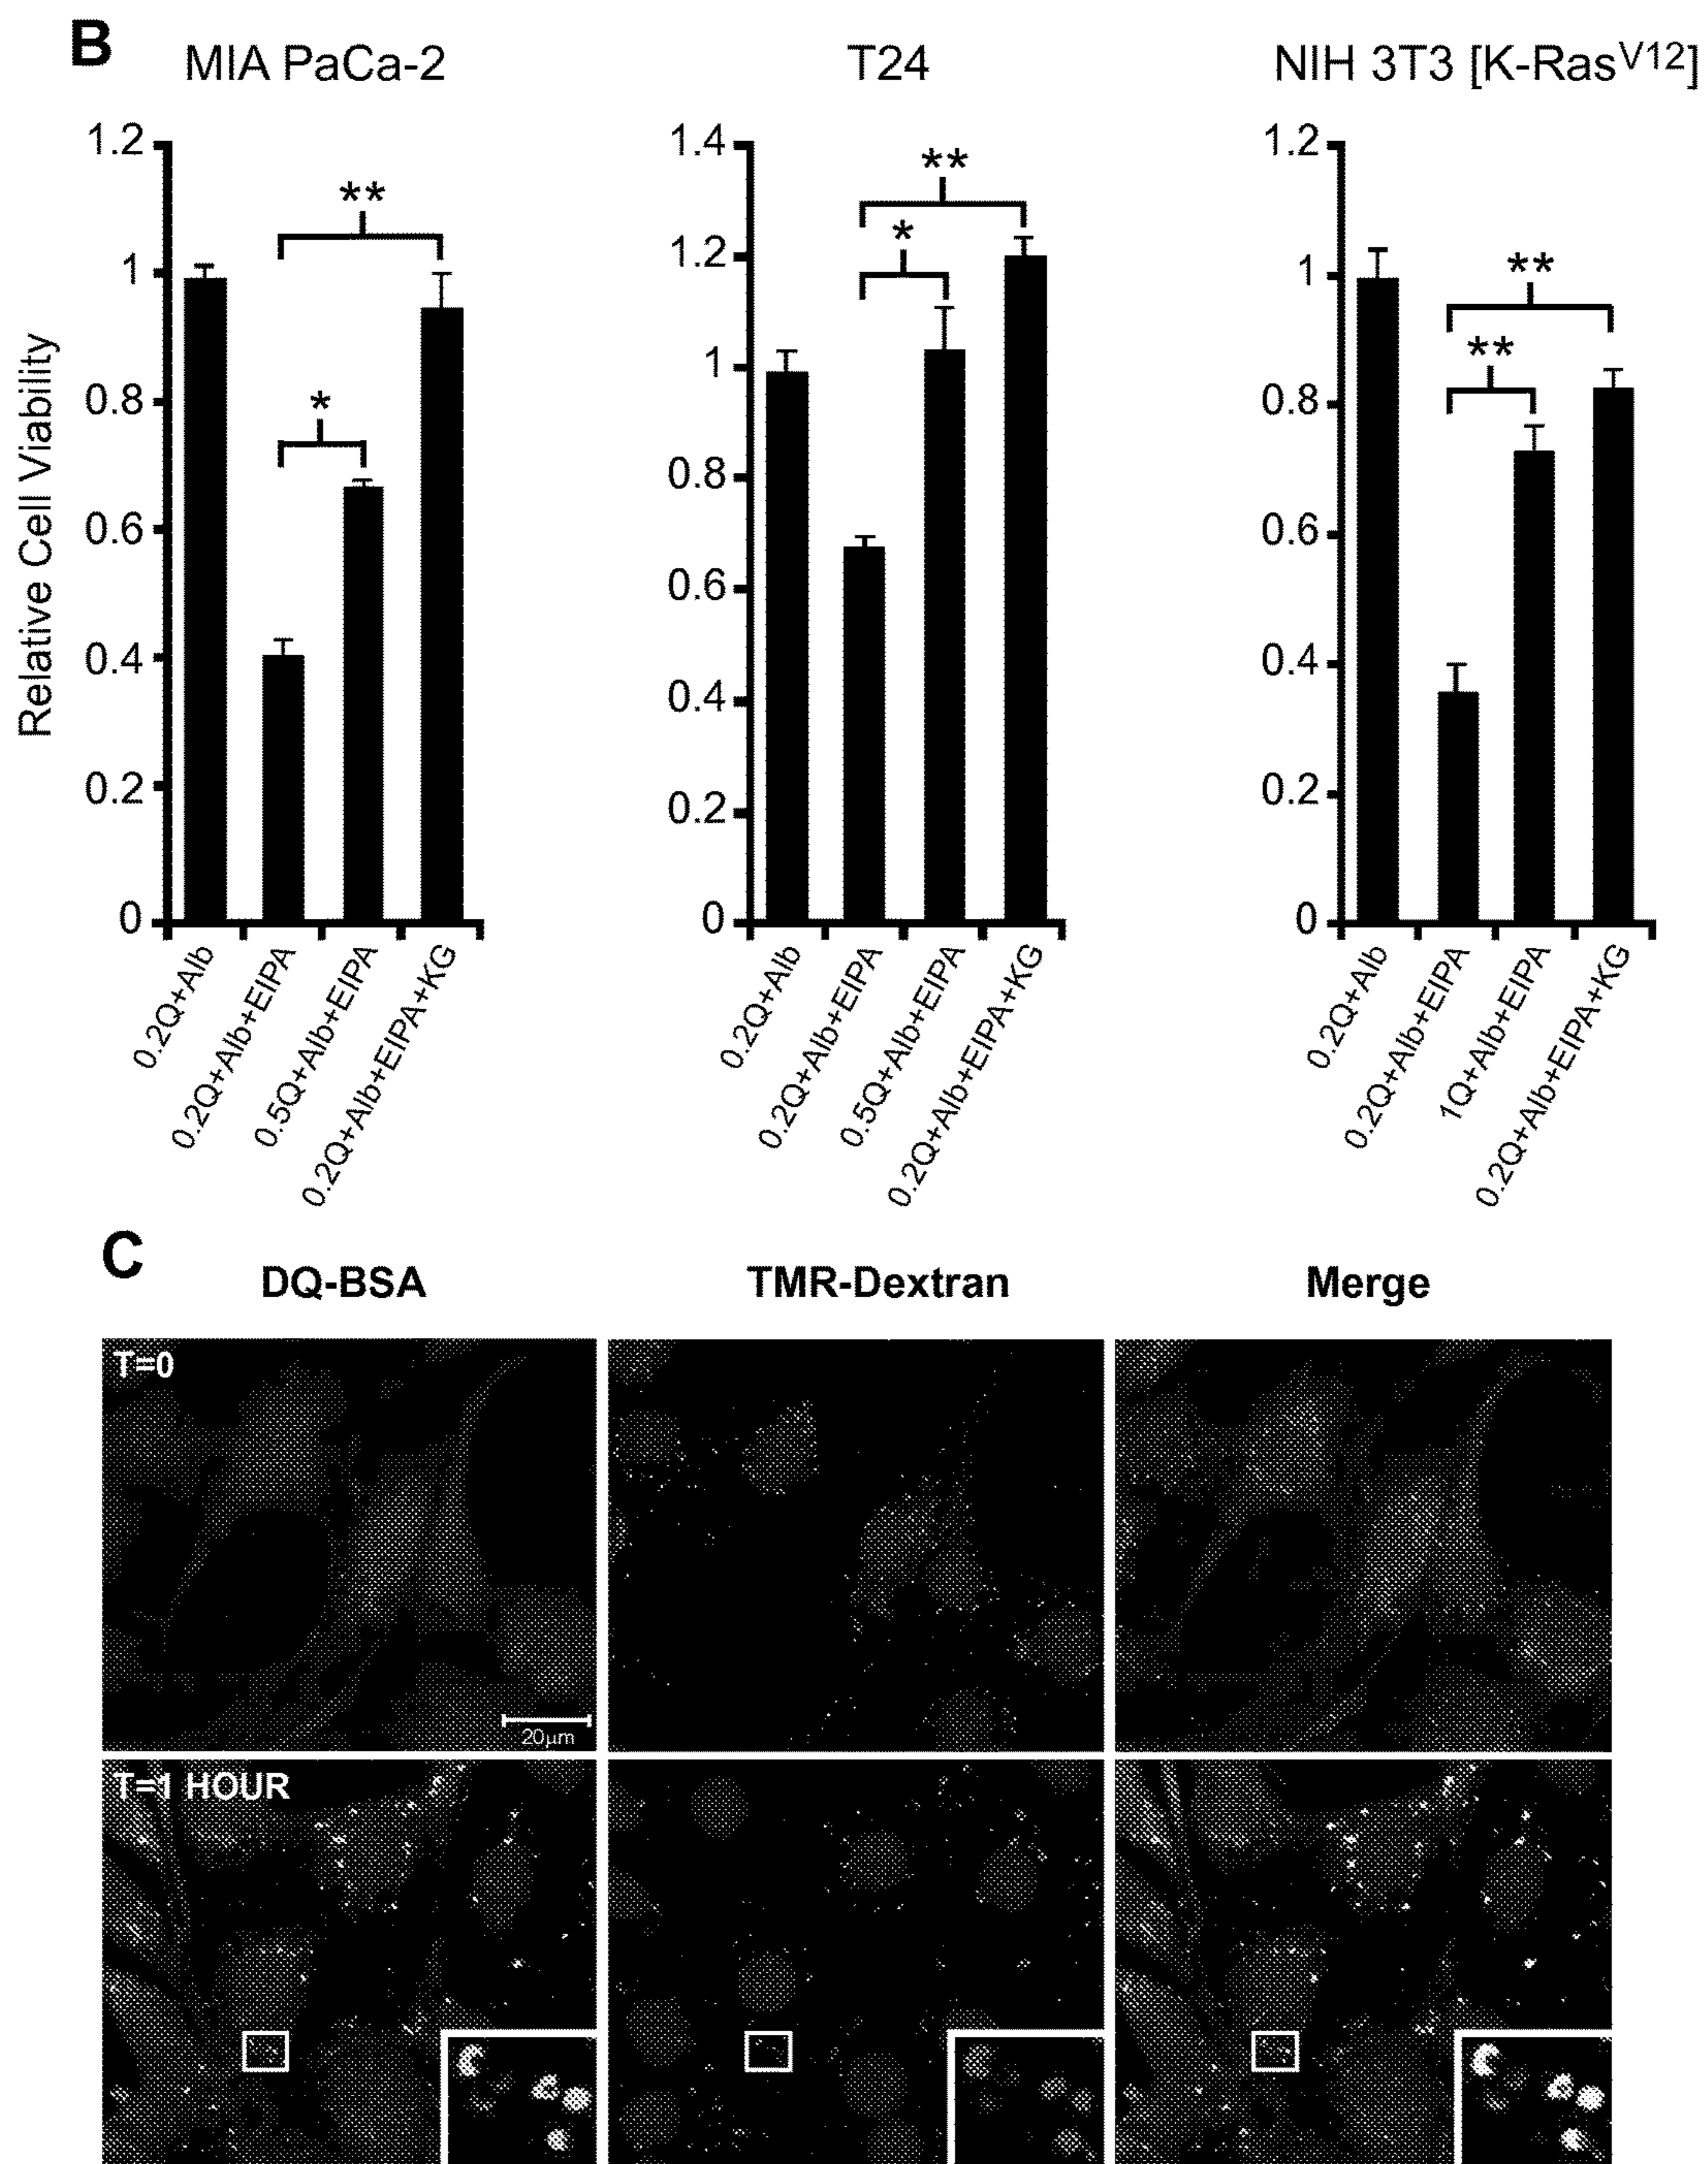 B
MIA PaCa-2
T24
NIH 3T3 [K-RasV12]
Relative Cell Viability
1.2
1
0.8
0.6
0.4
0.2
0
**
*
0.2Q+Alb
0.2Q+Alb+EIPA
0.5Q+Alb+EIPA
0.2Q+Alb+EIPA+KG
1.4
1.2
1
0.8
0.6
0.4
0.2
0
**
*
0.2Q+Alb
0.2Q+Alb+EIPA
0.5Q+Alb+EIPA
0.2Q+Alb+EIPA+KG
1.2
1
0.8
0.6
0.4
0.2
0
**
**
0.2Q+Alb
0.2Q+Alb+EIPA
1Q+Alb+EIPA
0.2Q+Alb+EIPA+KG
C
DQ-BSA
TMR-Dextran
Merge
T=0
20µm
T=1 HOUR